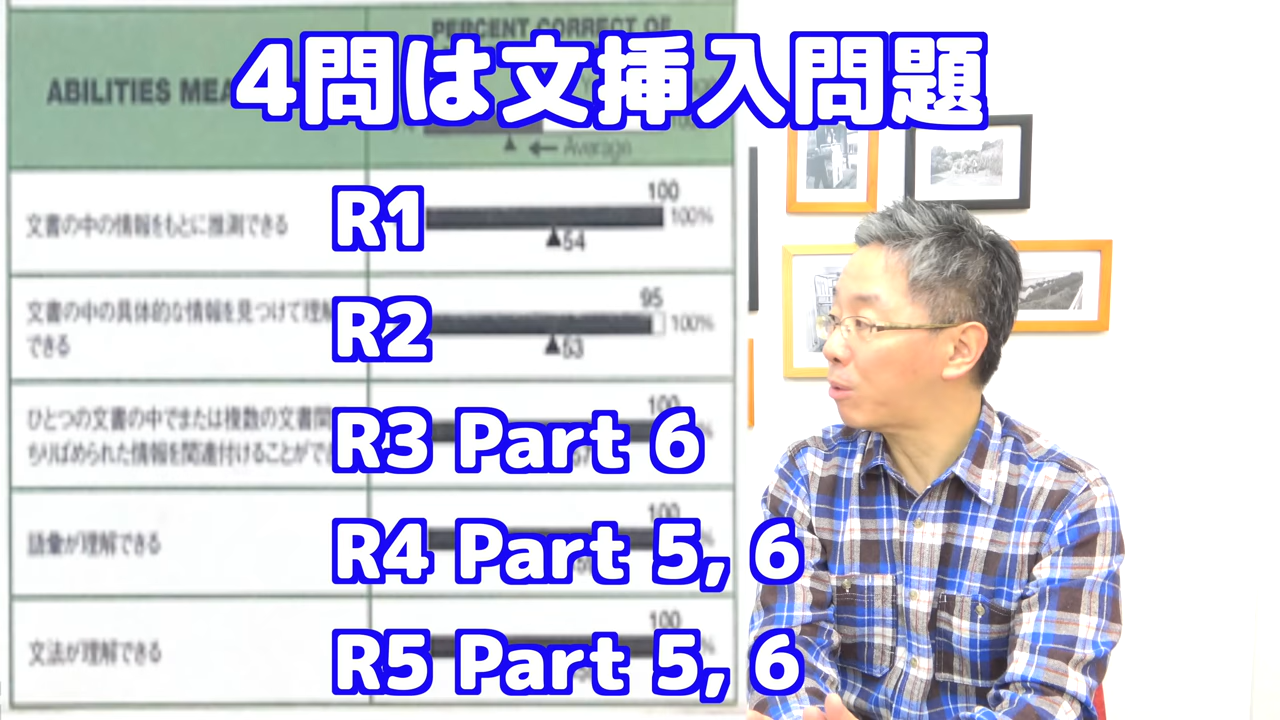 PERCENT CORRECT OF
4問は文挿入問題
ABILITIES MEA
Average
文書の中の情報をもとに推測できる
R1
100
100%
54
文書の中の具体的な情報を見つけて理解
できる
R2
95
100%
53
ひとつの文書の中でまたは複数の文書間
ちりばめられた情報を関連付けることができ
R3 Part 6
100
語彙が理解できる
R4 Part 5, 6
100
文法が理解できる
R5 Part 5, 6
100